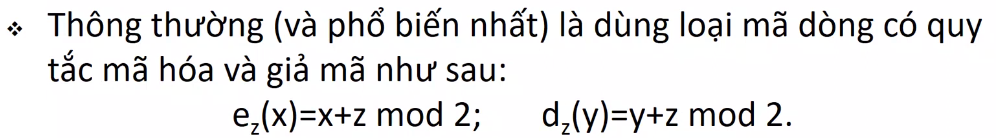 ❖ Thông thường (và phổ biến nhất) là dùng loại mã dòng có quy
tắc mã hóa và giả mã như sau:
e_z(x)=x+z mod 2; d_z(y)=y+z mod 2.